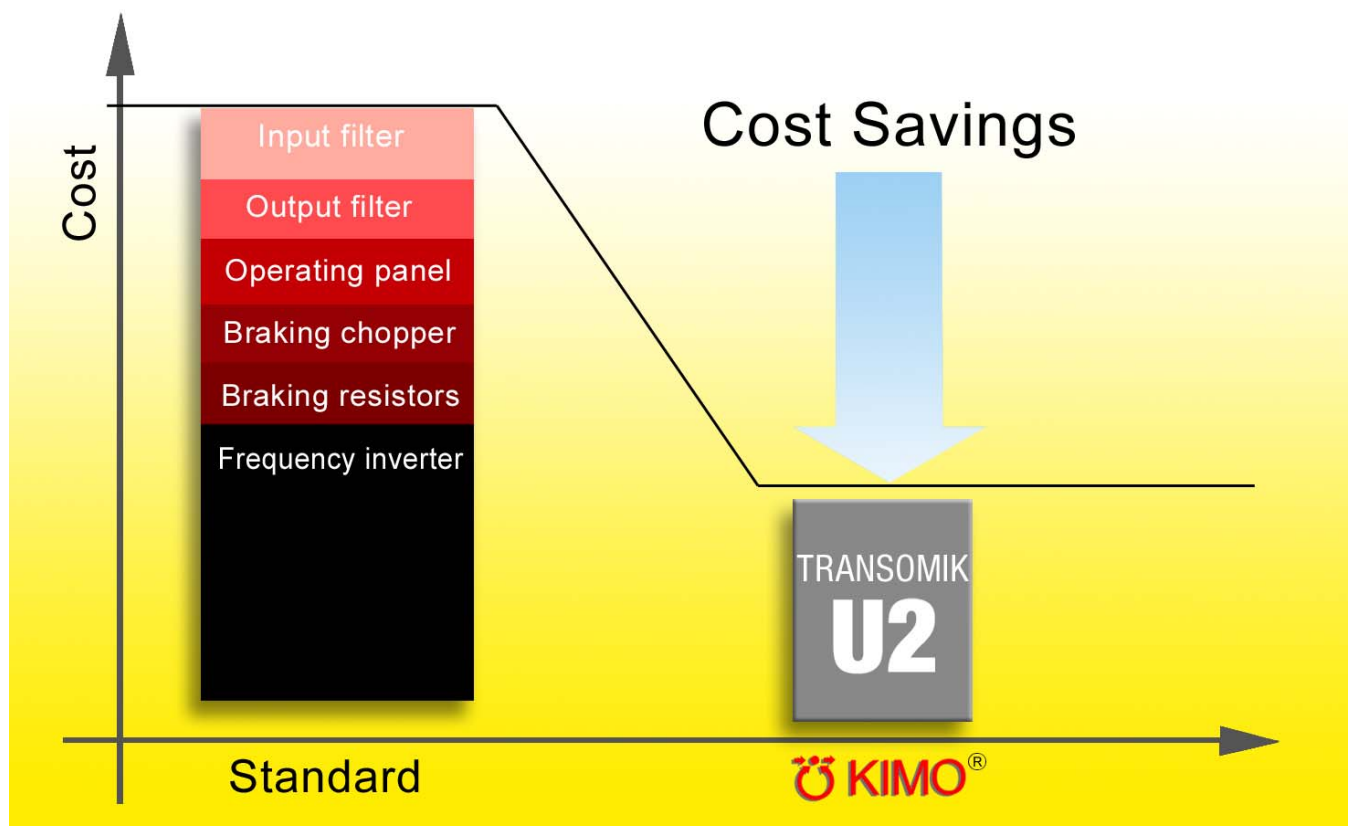 Cost
Input filter
Output filter
Operating panel
Braking chopper
Braking resistors
Frequency inverter
Cost Savings
TRANSOMIK
U2
Standard
KIMO®